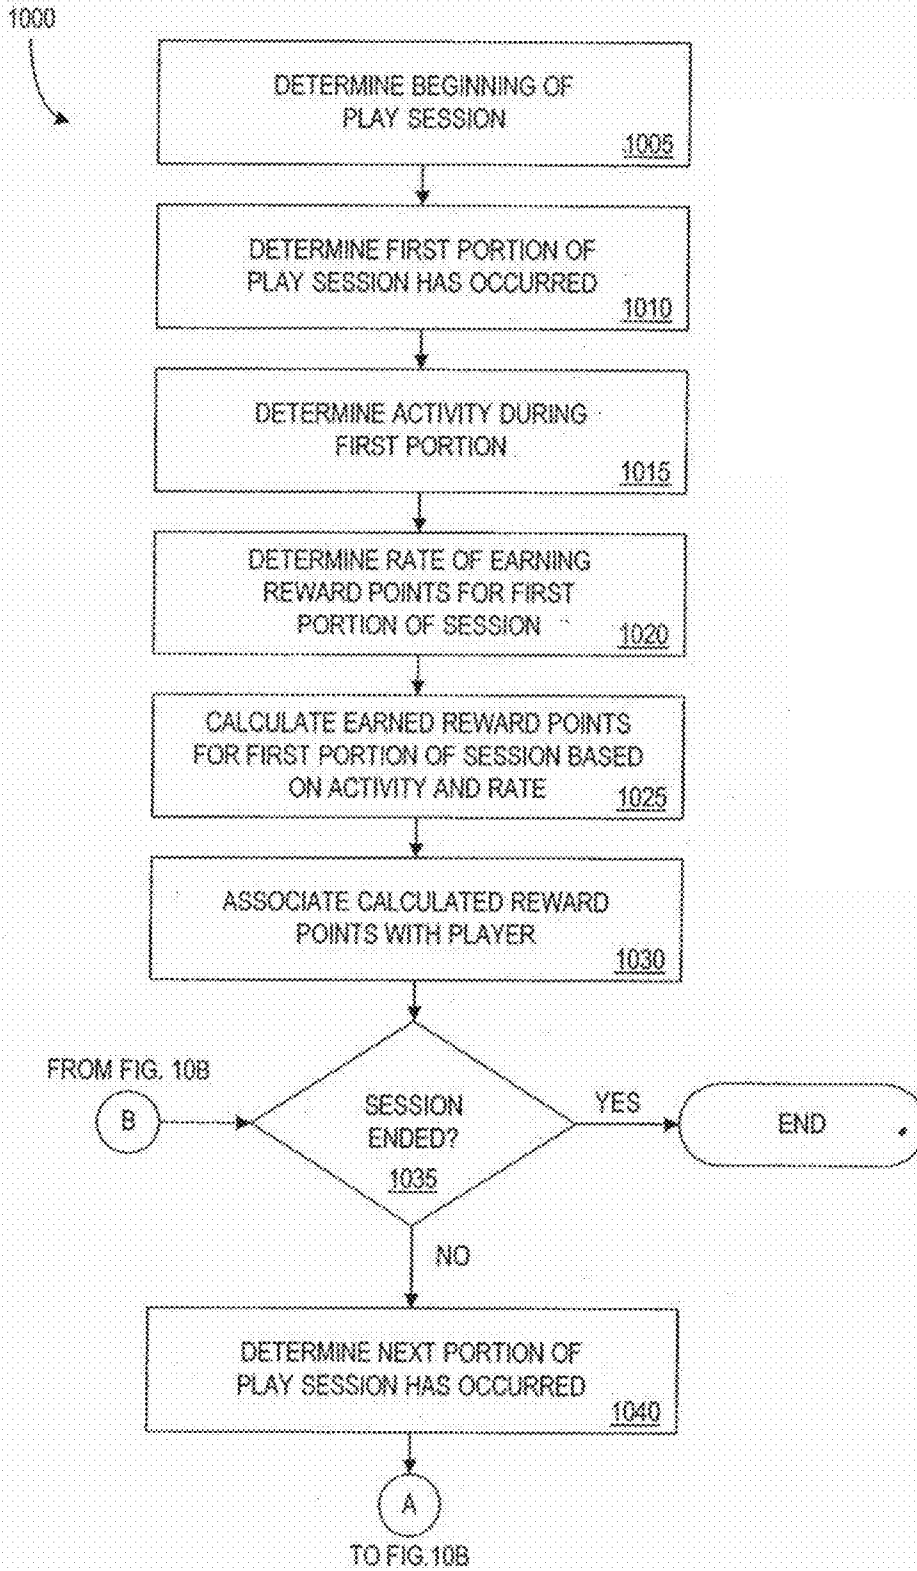 1000
DETERMINE BEGINNING OF
PLAY SESSION
1005
DETERMINE FIRST PORTION OF
PLAY SESSION HAS OCCURRED
1010
DETERMINE ACTIVITY DURING
FIRST PORTION
1015
DETERMINE RATE OF EARNING
REWARD POINTS FOR FIRST
PORTION OF SESSION
1020
CALCULATE EARNED REWARD POINTS
FOR FIRST PORTION OF SESSION BASED
ON ACTIVITY AND RATE
1025
ASSOCIATE CALCULATED REWARD
POINTS WITH PLAYER
1030
FROM FIG. 10B
B
SESSION
ENDED?
1035
YES
END
NO
DETERMINE NEXT PORTION OF
PLAY SESSION HAS OCCURRED
1040
A
TO FIG.10B